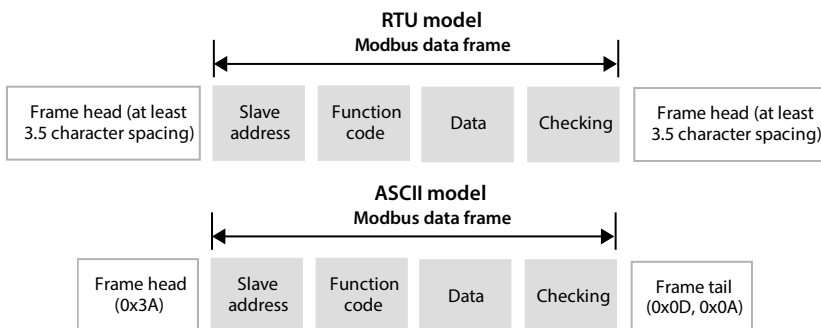 RTU model
Modbus data frame
Frame head (at least
3.5 character spacing)
Slave
address
Function
code
Data
Checking
Frame head (at least
3.5 character spacing)
ASCII model
Modbus data frame
Frame head
(0x3A)
Slave
address
Function
code
Data
Checking
Frame tail
(0x0D, 0x0A)